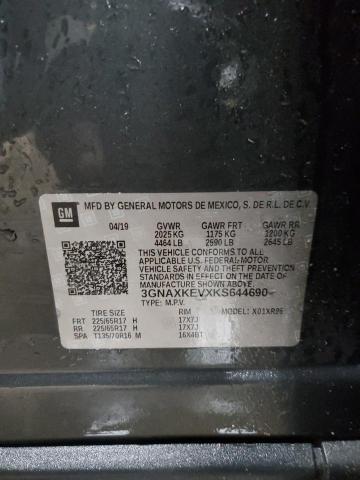 GM
MFD BY GENERAL MOTORS DE MEXICO, S. DE R.L. DE C.V.
04/19 GVWR GAWR FRT GAWR RR
2025 KG 1175 KG 1200 KG
4464 LB 2590 LB 2645 LB
THIS VEHICLE CONFORMS TO ALL APPLICABLE
U.S. FEDERAL MOTOR
VEHICLE SAFETY, BUMPER, AND THEFT PREVENTION
STANDARDS IN EFFECT ON THE DATE
OF MANUFACTURE SHOWN ABOVE.
3GNAXKEVXKS644690
TYPE: M.P.V.
TIRE SIZE RIM MODEL: X01XR26
FRT 225/65R17 H 17X7J
RR 225/65R17 H 17X7J
SPA T135/70R16 M 16X4BT